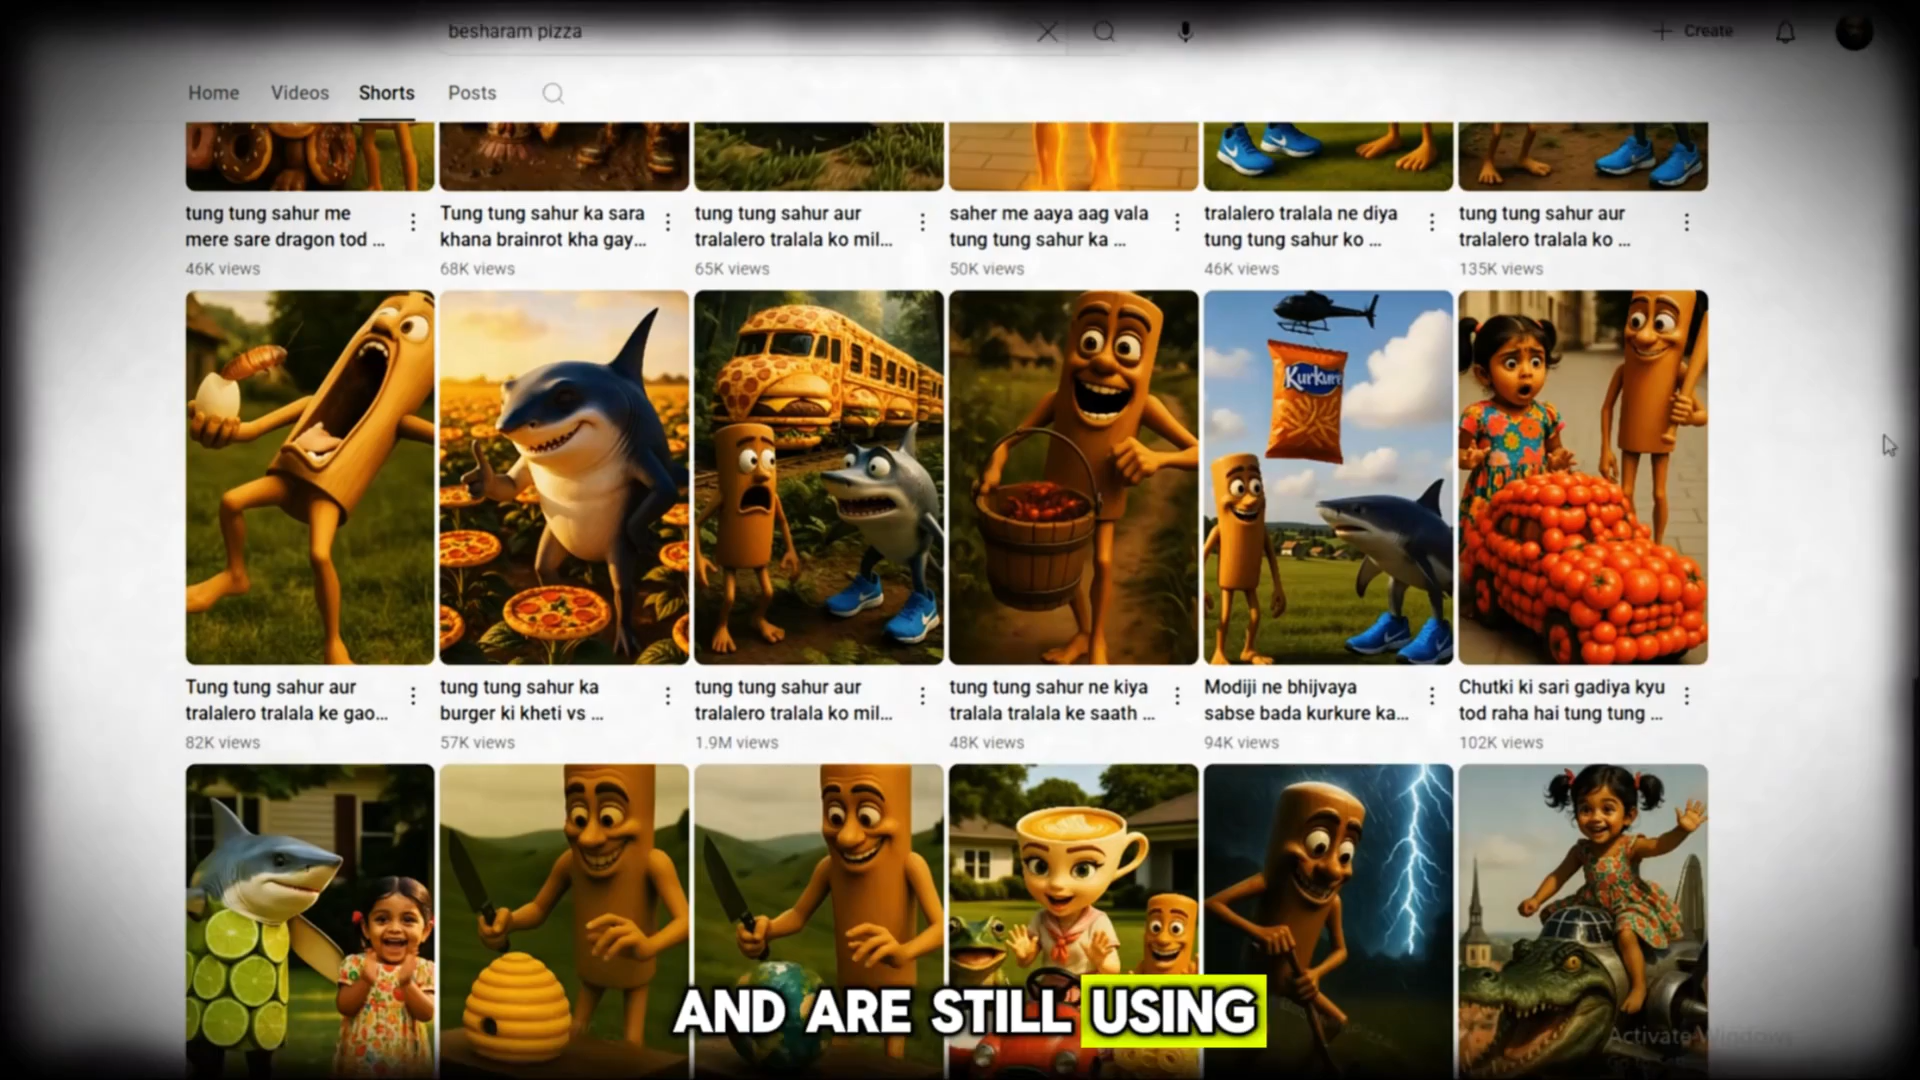 besharam pizza
Create
Home Videos Shorts Posts
tung tung sahur me
mere sare dragon tod ...
46K views
Tung tung sahur ka sara
khana brainrot kha gay...
68K views
tung tung sahur aur
tralalero tralala ko mil...
65K views
saher me aaya aag vala
tung tung sahur ka ...
50K views
tralalero tralala ne diya
tung tung sahur ko ...
46K views
tung tung sahur aur
tralalero tralala ko ...
135K views
Kurkure
Tung tung sahur aur
tralalero tralala ke gao...
82K views
tung tung sahur ka
burger ki kheti vs ...
57K views
tung tung sahur aur
tralalero tralala ko mil...
1.9M views
tung tung sahur ne kiya
tralala tralala ke saath ...
48K views
Modiji ne bhijvaya
sabse bada kurkure ka...
94K views
Chutki ki sari gadiya kyu
tod raha hai tung tung ...
102K views
AND ARE STILL USING
Activate Windows